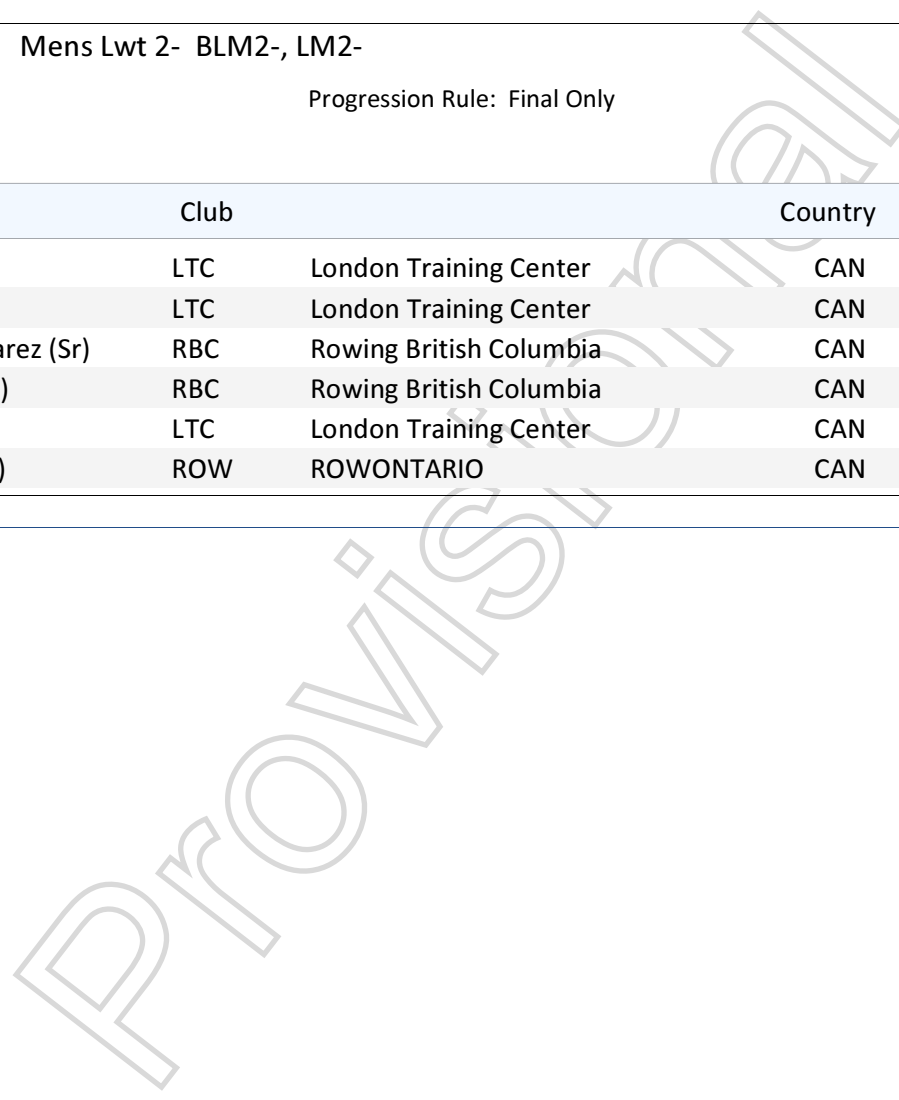 Mens Lwt 2- BLM2-, LM2-
Progression Rule: Final Only
Club Country
LTC London Training Center CAN
LTC London Training Center CAN
arez (Sr) RBC Rowing British Columbia CAN
) RBC Rowing British Columbia CAN
LTC London Training Center CAN
) ROW ROWONTARIO CAN
Provisional